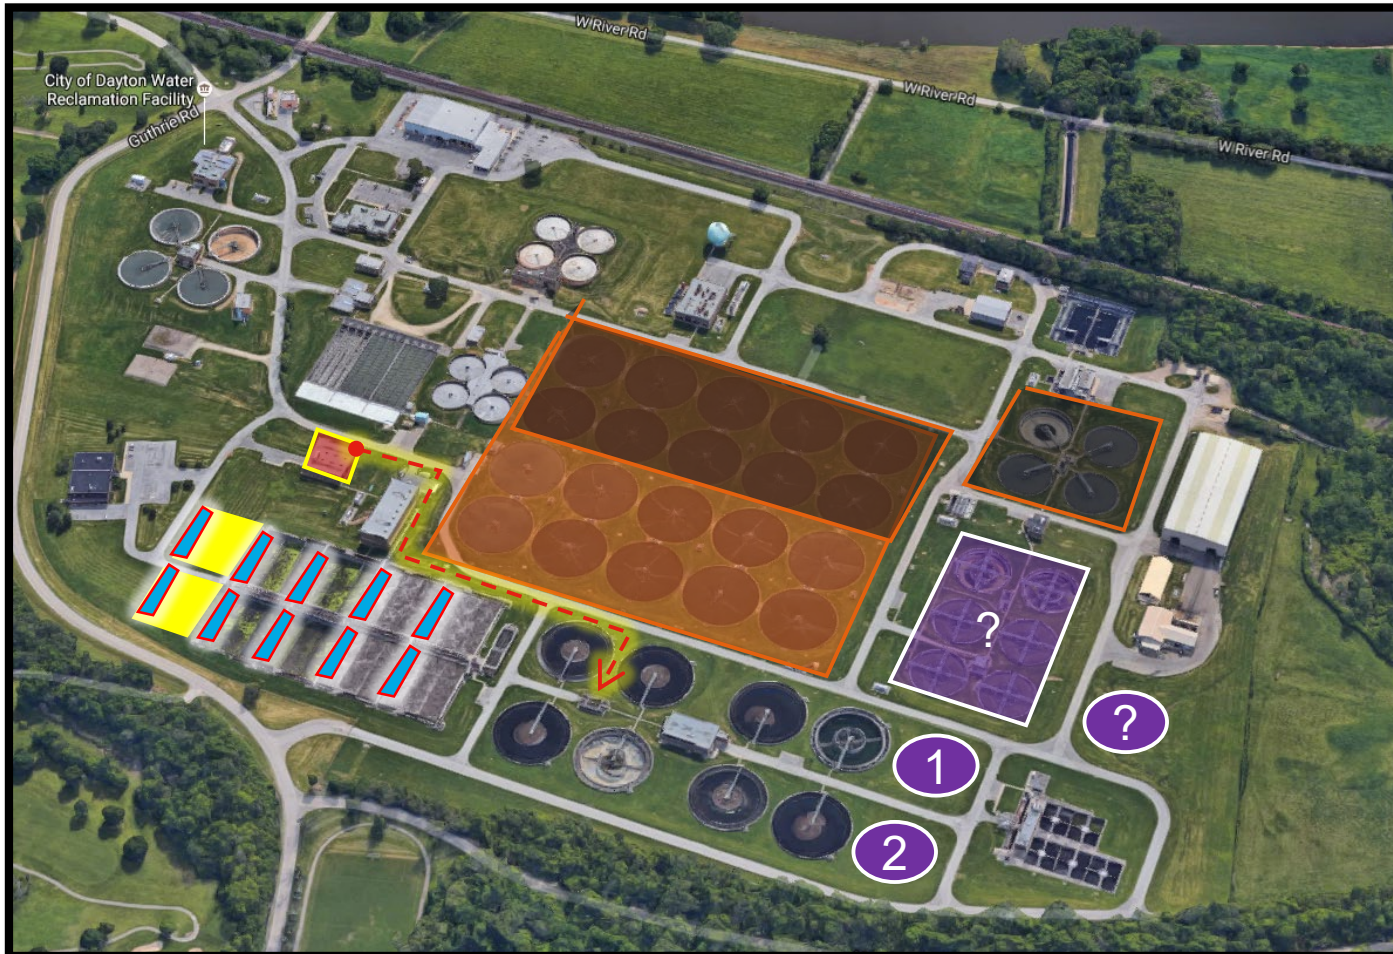 W River Rd
City of Dayton Water
Reclamation Facility
Guthrie Rd
W River Rd
W River Rd
?
?
1
2